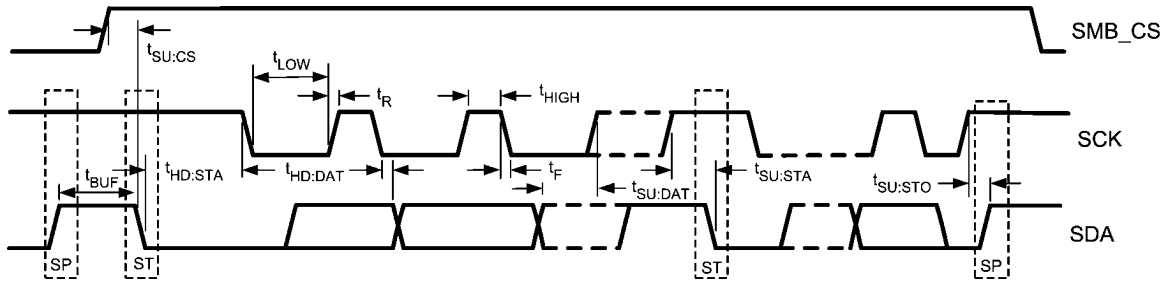 SMB_CS
tSU:CS
tLOW
tR
tHIGH
SCK
tBUF
tHD:STA
tHD:DAT
tF
tSU:DAT
tSU:STA
tSU:STO
SDA
SP
ST
ST
SP